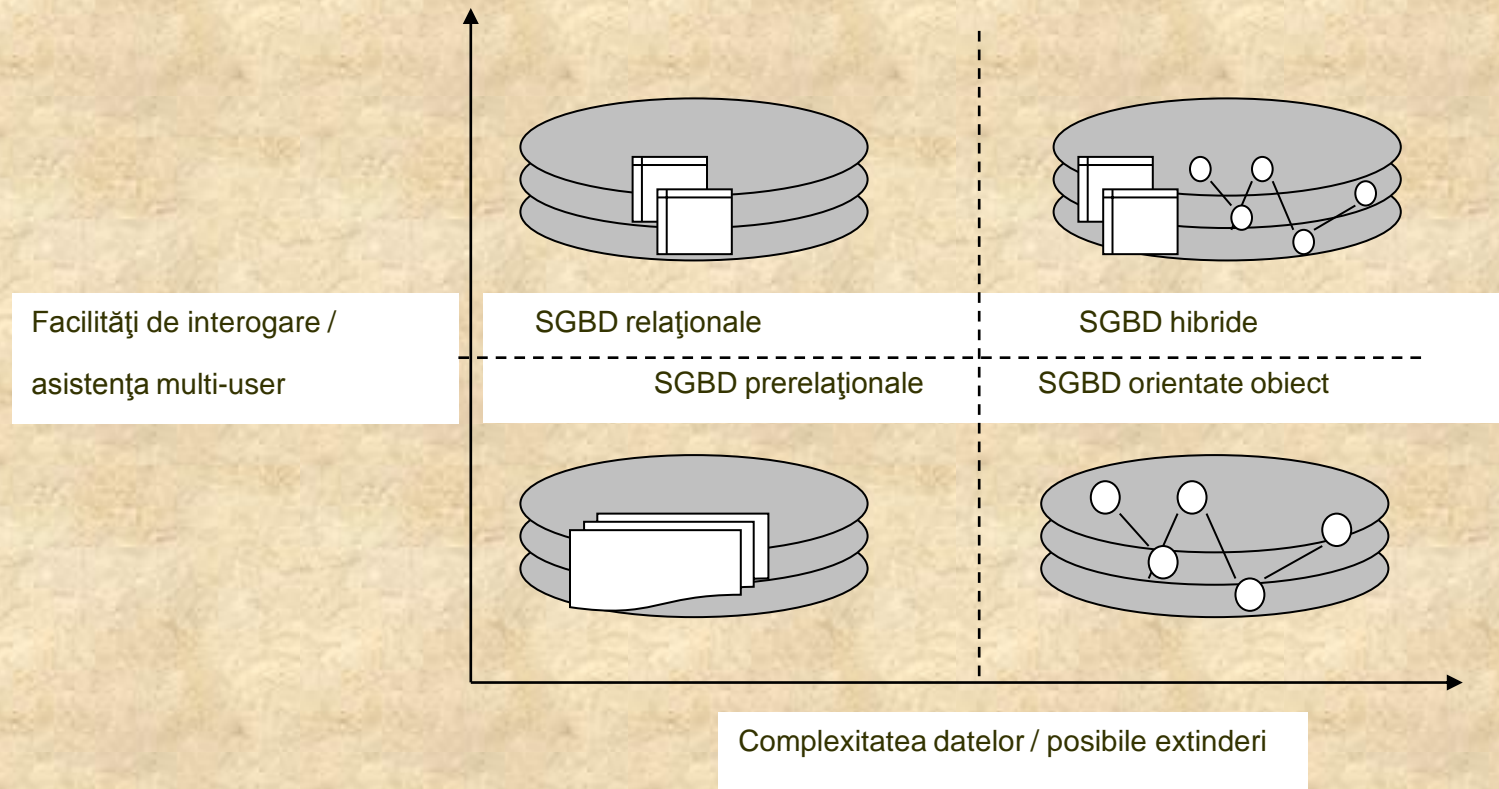 Facilităţi de interogare /
asistenţa multi-user
SGBD relaţionale
SGBD hibride
SGBD prerelaţionale
SGBD orientate obiect
Complexitatea datelor / posibile extinderi